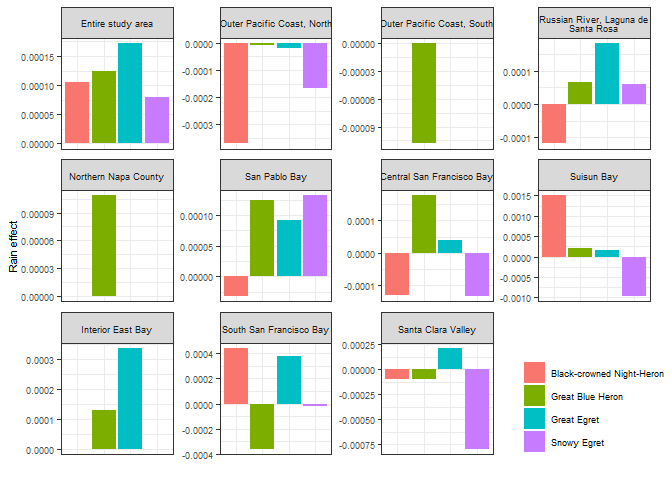 Rain effect
Entire study area
0.00015
0.00010
0.00005
0.00000
Outer Pacific Coast, North
0.0000
-0.0001
-0.0002
-0.0003
Outer Pacific Coast, South
0.00000
-0.00003
-0.00006
-0.00009
Russian River, Laguna de
Santa Rosa
0.0001
0.0000
-0.0001
Northern Napa County
0.00009
0.00006
0.00003
0.00000
San Pablo Bay
0.00010
0.00005
0.00000
Central San Francisco Bay
0.0001
0.0000
-0.0001
Suisun Bay
0.0015
0.0010
0.0005
0.0000
-0.0005
-0.0010
Interior East Bay
0.0003
0.0002
0.0001
0.0000
South San Francisco Bay
0.0004
0.0002
0.0000
-0.0002
-0.0004
Santa Clara Valley
0.00025
0.00000
-0.00025
-0.00050
-0.00075
Black-crowned Night-Heron
Great Blue Heron
Great Egret
Snowy Egret